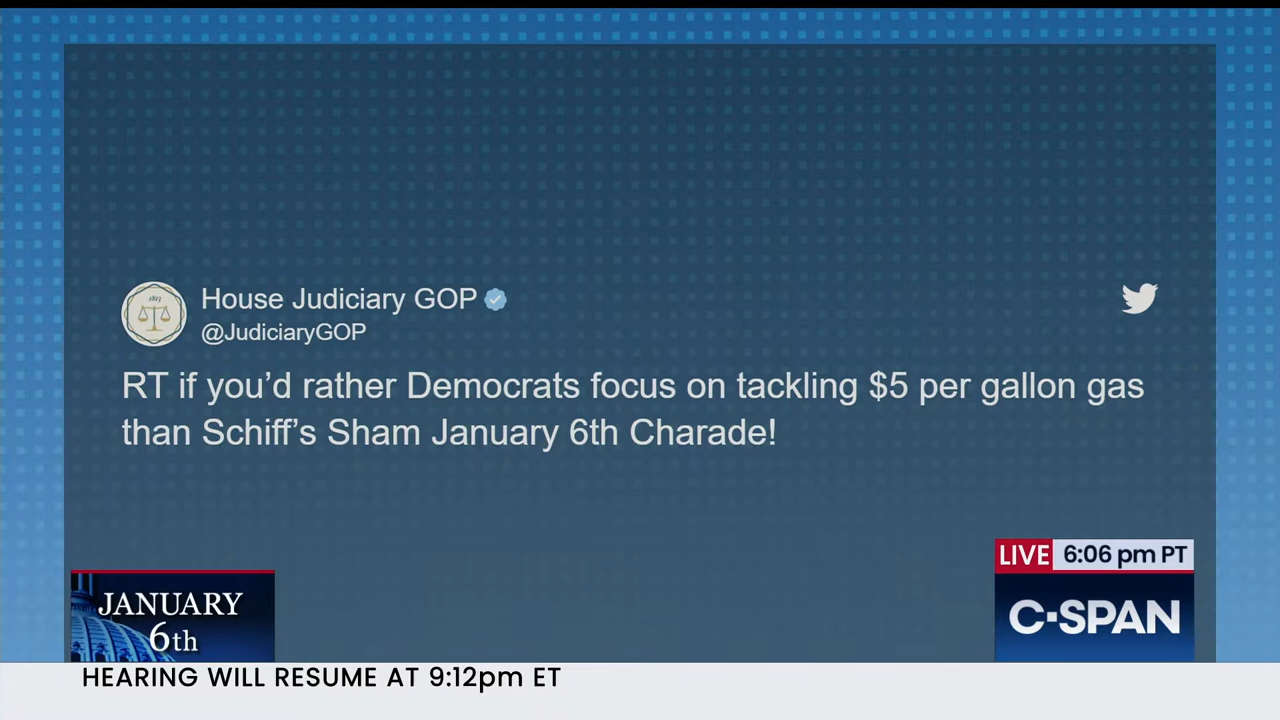 House Judiciary GOP
@JudiciaryGOP
RT if you’d rather Democrats focus on tackling $5 per gallon gas
than Schiff’s Sham January 6th Charade!
LIVE 6:06 pm PT
JANUARY
6th
C-SPAN
HEARING WILL RESUME AT 9:12pm ET